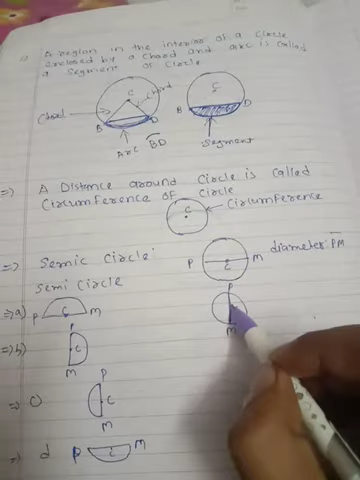 A region in the interior of a Circle
enclosed by a Chord and arc is called
a Segment of Circle
C
Chord
Chord
B
D
Arc BD
C
B
D
Segment
=) A Distance around Circle is called
Circumference of Circle
C
Circumference
=) Semic Circle:
Semi Circle
P
C
M
diameter PM
=) a)
P
C
M
P
M
=) b)
P
C
M
=) C)
P
C
M
=) d
P
C
M